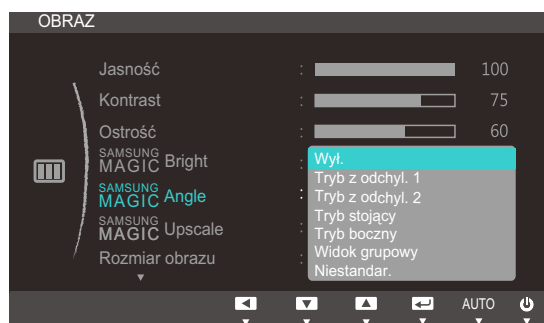 OBRAZ
Jasność : 100
Kontrast : 75
Ostrość : 60
SAMSUNG MAGIC Bright :
SAMSUNG MAGIC Angle :
SAMSUNG MAGIC Upscale :
Rozmiar obrazu :
Wył.
Tryb z odchyl. 1
Tryb z odchyl. 2
Tryb stojący
Tryb boczny
Widok grupowy
Niestandar.
AUTO